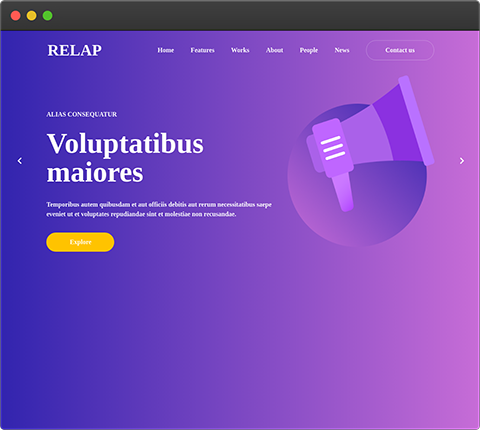 RELAP
Home Features Works About People News Contact us
ALIAS CONSEQUATUR
Voluptatibus
maiores
Temporibus autem quibusdam et aut officiis debitis aut rerum necessitatibus saepe
eveniet ut et voluptates repudiandae sint et molestiae non recusandae.
Explore